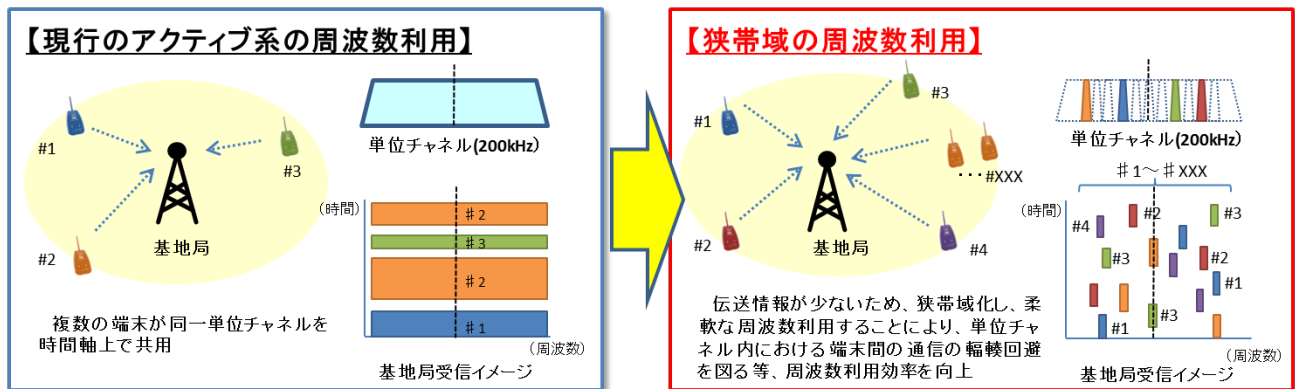 【現行のアクティブ系の周波数利用】
#1
#3
#2
基地局
複数の端末が同一単位チャネルを
時間軸上で共用
単位チャネル(200kHz)
(時間)
♯2
♯3
♯2
♯1
(周波数)
基地局受信イメージ
【狭帯域の周波数利用】
#3
#1
・・・#XXX
#2
#4
基地局
伝送情報が少ないため、狭帯域化し、柔
軟な周波数利用することにより、単位チャ
ネル内における端末間の通信の輻輳回避
を図る等、周波数利用効率を向上
単位チャネル(200kHz)
♯1～♯XXX
(時間)
#4
#2
#3
#3
#2
#1
#3
#1
(周波数)
基地局受信イメージ